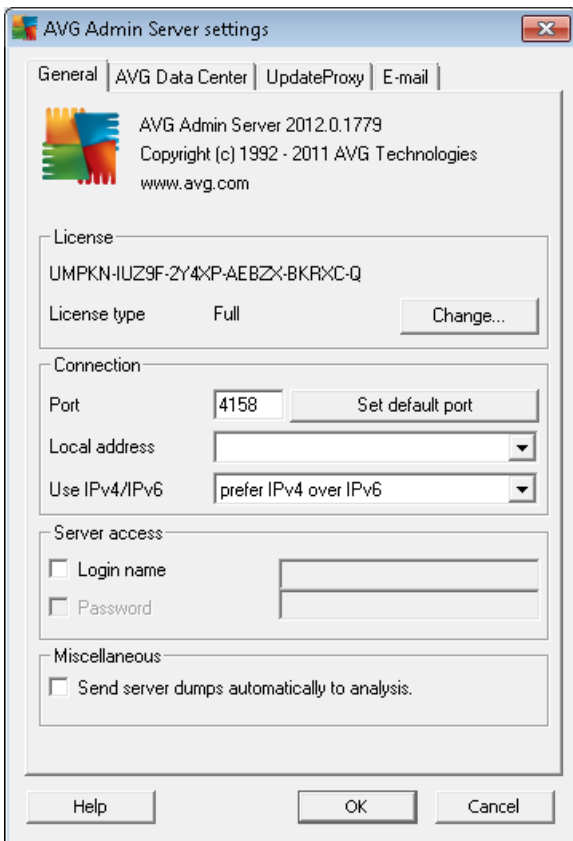 AVG Admin Server settings
General AVG Data Center UpdateProxy E-mail
AVG Admin Server 2012.0.1779
Copyright (c) 1992 - 2011 AVG Technologies
www.avg.com
License
UMPKN-IUZ9F-2Y4XP-AEBZX-BKRXC-Q
License type Full Change...
Connection
Port 4158 Set default port
Local address
Use IPv4/IPv6 prefer IPv4 over IPv6
Server access
Login name
Password
Miscellaneous
Send server dumps automatically to analysis.
Help OK Cancel